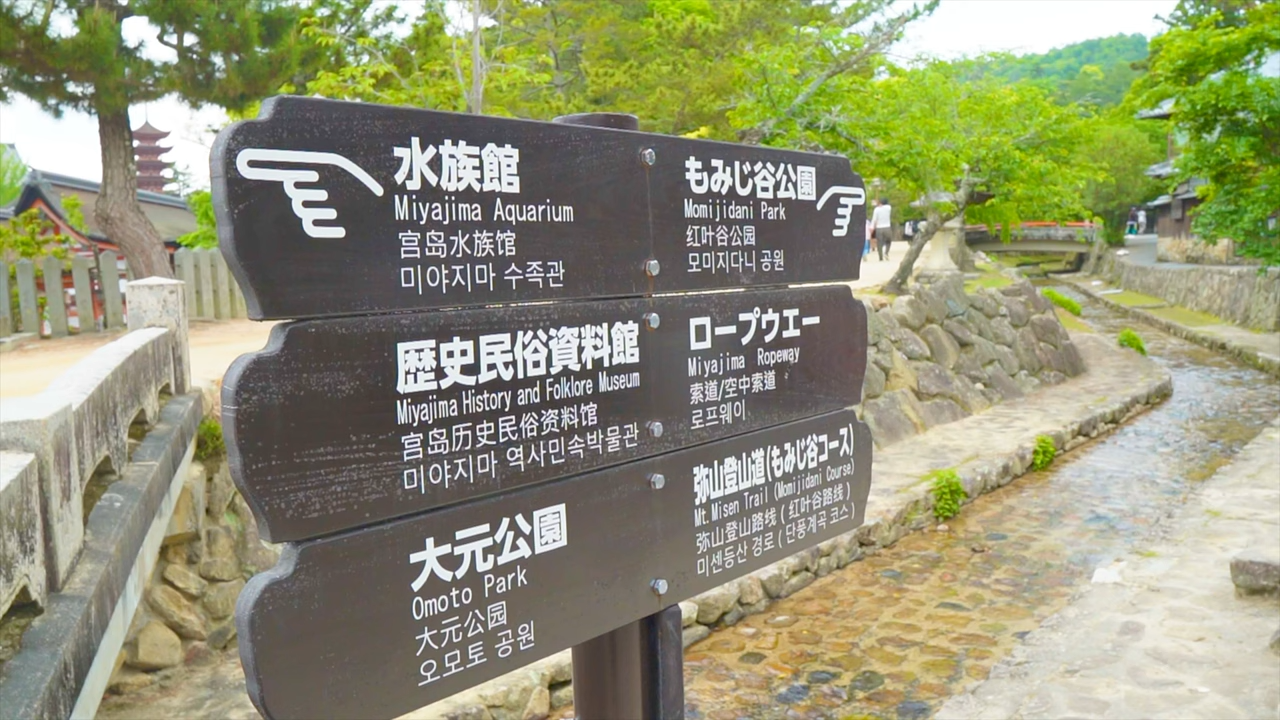 水族館
Miyajima Aquarium
宫岛水族馆
미야지마 수족관
もみじ谷公園
Momijidani Park
红叶谷公园
모미지다니 공원
歴史民俗資料館
Miyajima History and Folklore Museum
宫岛历史民俗资料馆
미야지마 역사민속박물관
ロープウエー
Miyajima Ropeway
索道/空中索道
로프웨이
大元公園
Omoto Park
大元公园
오모토 공원
弥山登山道(もみじ谷コース)
Mt. Misen Trail (Momijidani Course)
弥山登山路线 ( 红叶谷路线 )
미센등산 경로 ( 단풍계곡 코스 )